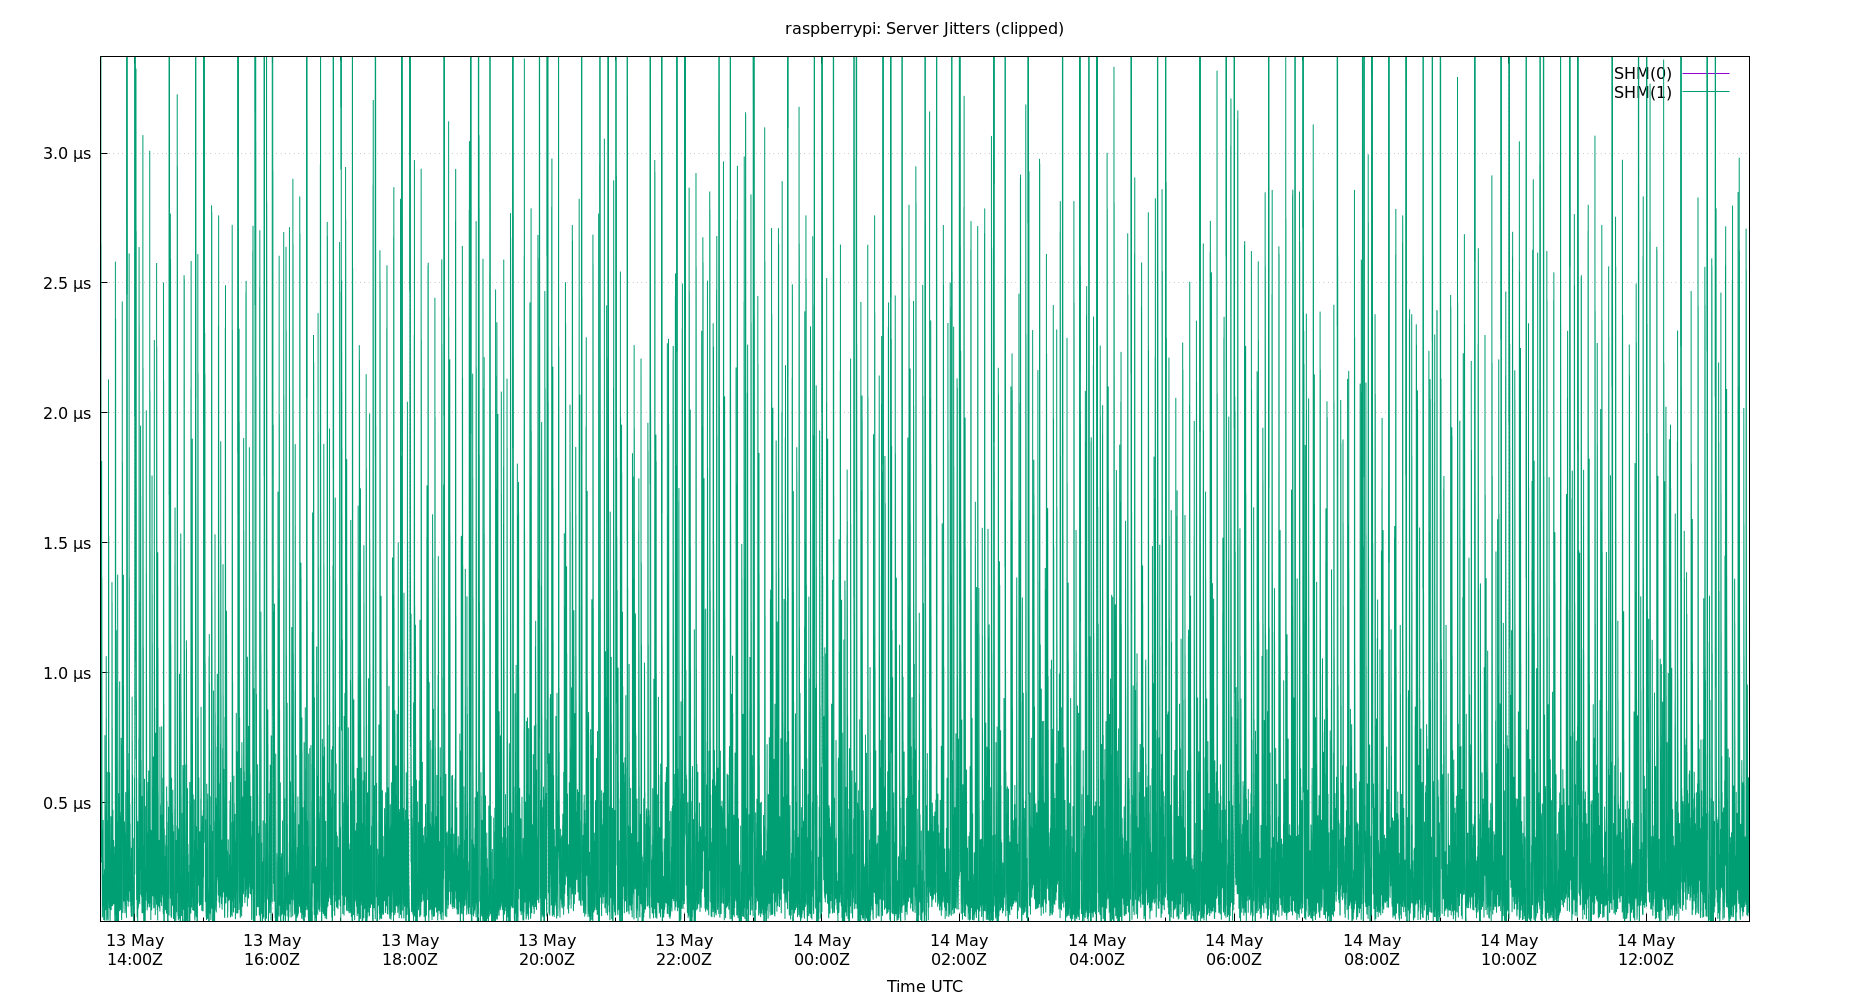 raspberrypi: Server Jitters (clipped)
SHM(0)
SHM(1)
3.0 µs
2.5 µs
2.0 µs
1.5 µs
1.0 µs
0.5 µs
13 May 13 May 13 May 13 May 13 May 14 May 14 May 14 May 14 May 14 May 14 May 14 May
14:00Z 16:00Z 18:00Z 20:00Z 22:00Z 00:00Z 02:00Z 04:00Z 06:00Z 08:00Z 10:00Z 12:00Z
Time UTC